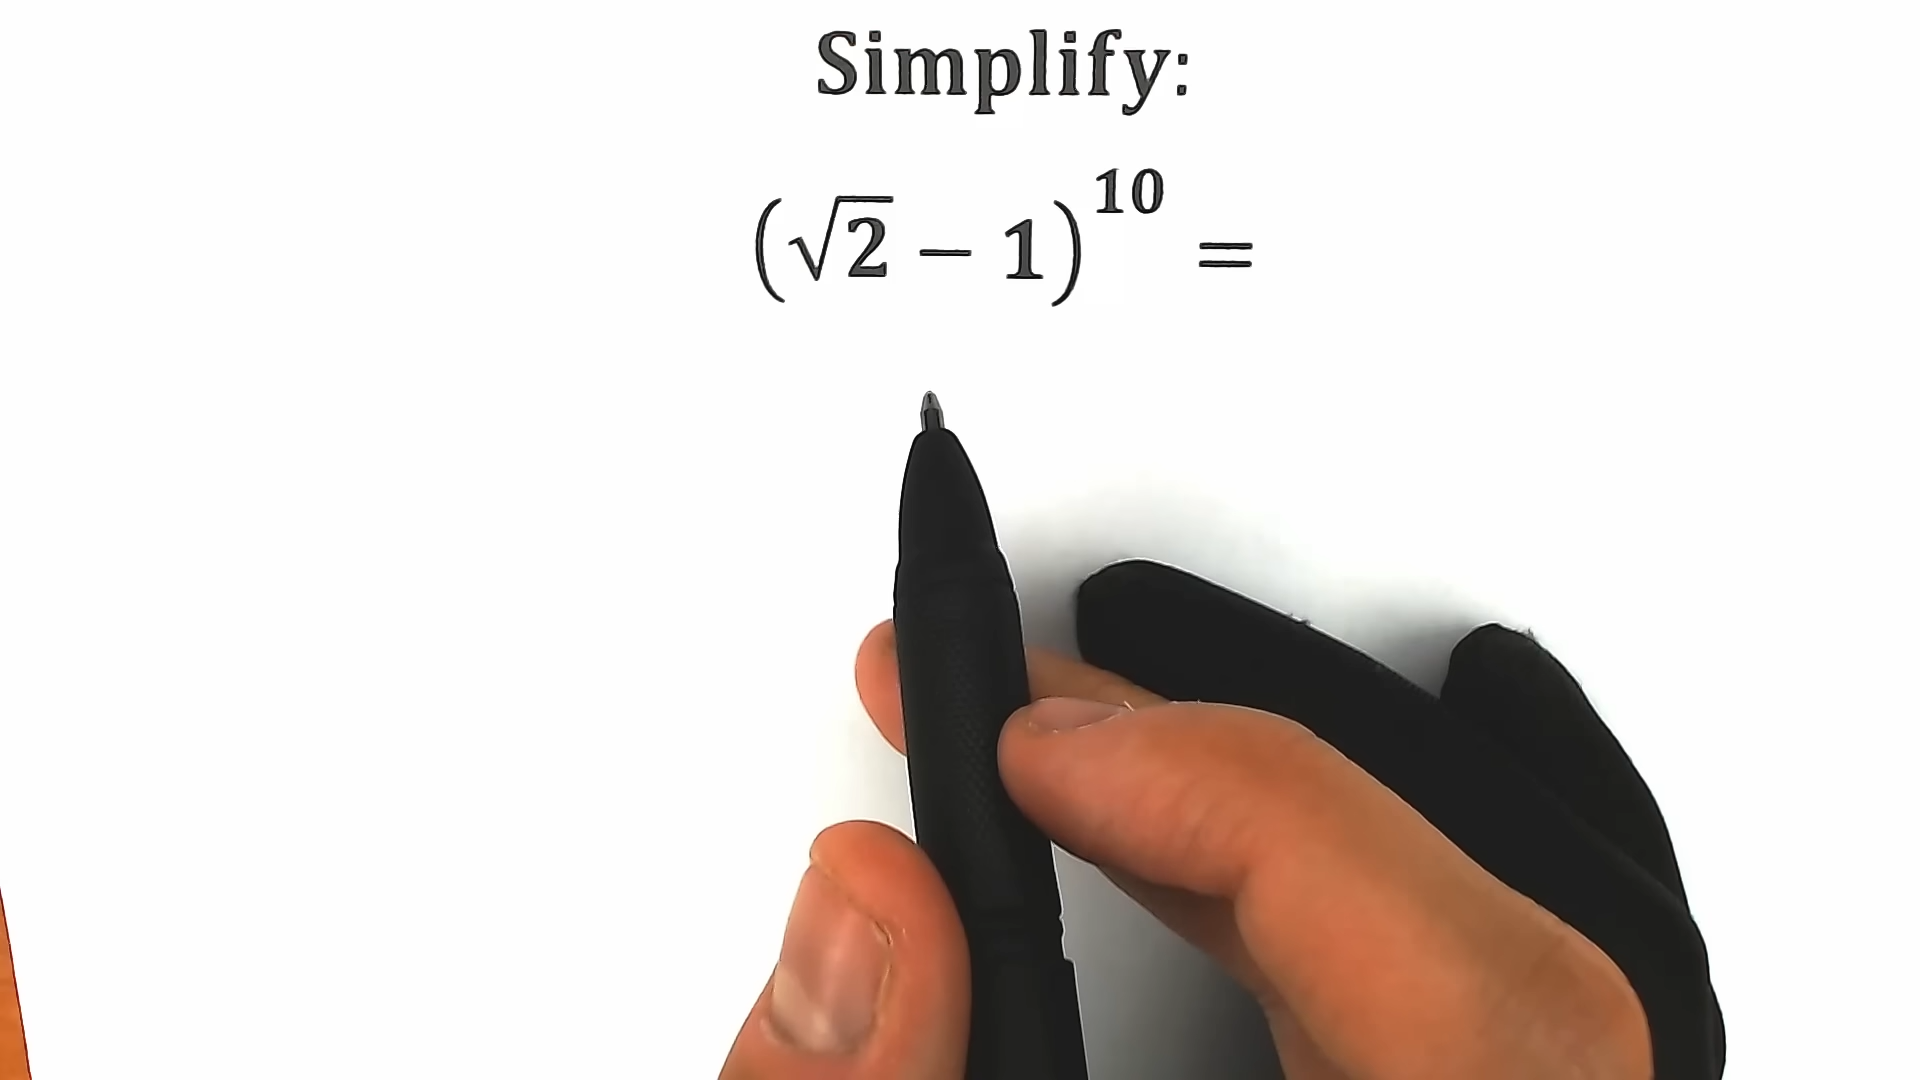 Simplify:
(√2 − 1)^10 =